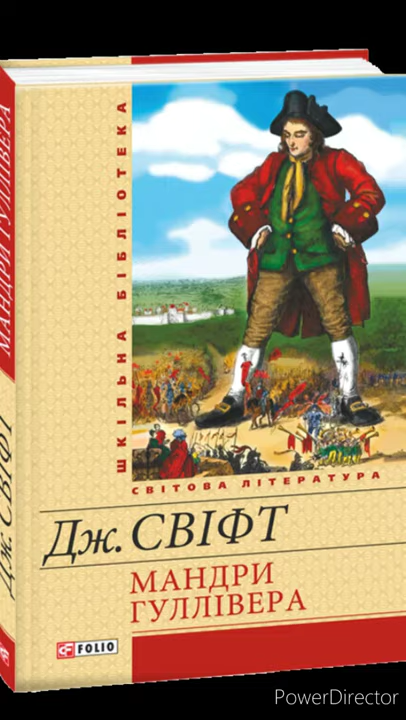 МАНДРИ ГУЛЛІВЕРА
Дж. СВІФТ
ШКІЛЬНА БІБЛІОТЕКА
СВІТОВА ЛІТЕРАТУРА
Дж. СВІФТ
МАНДРИ
ГУЛЛІВЕРА
FOLIO
PowerDirector